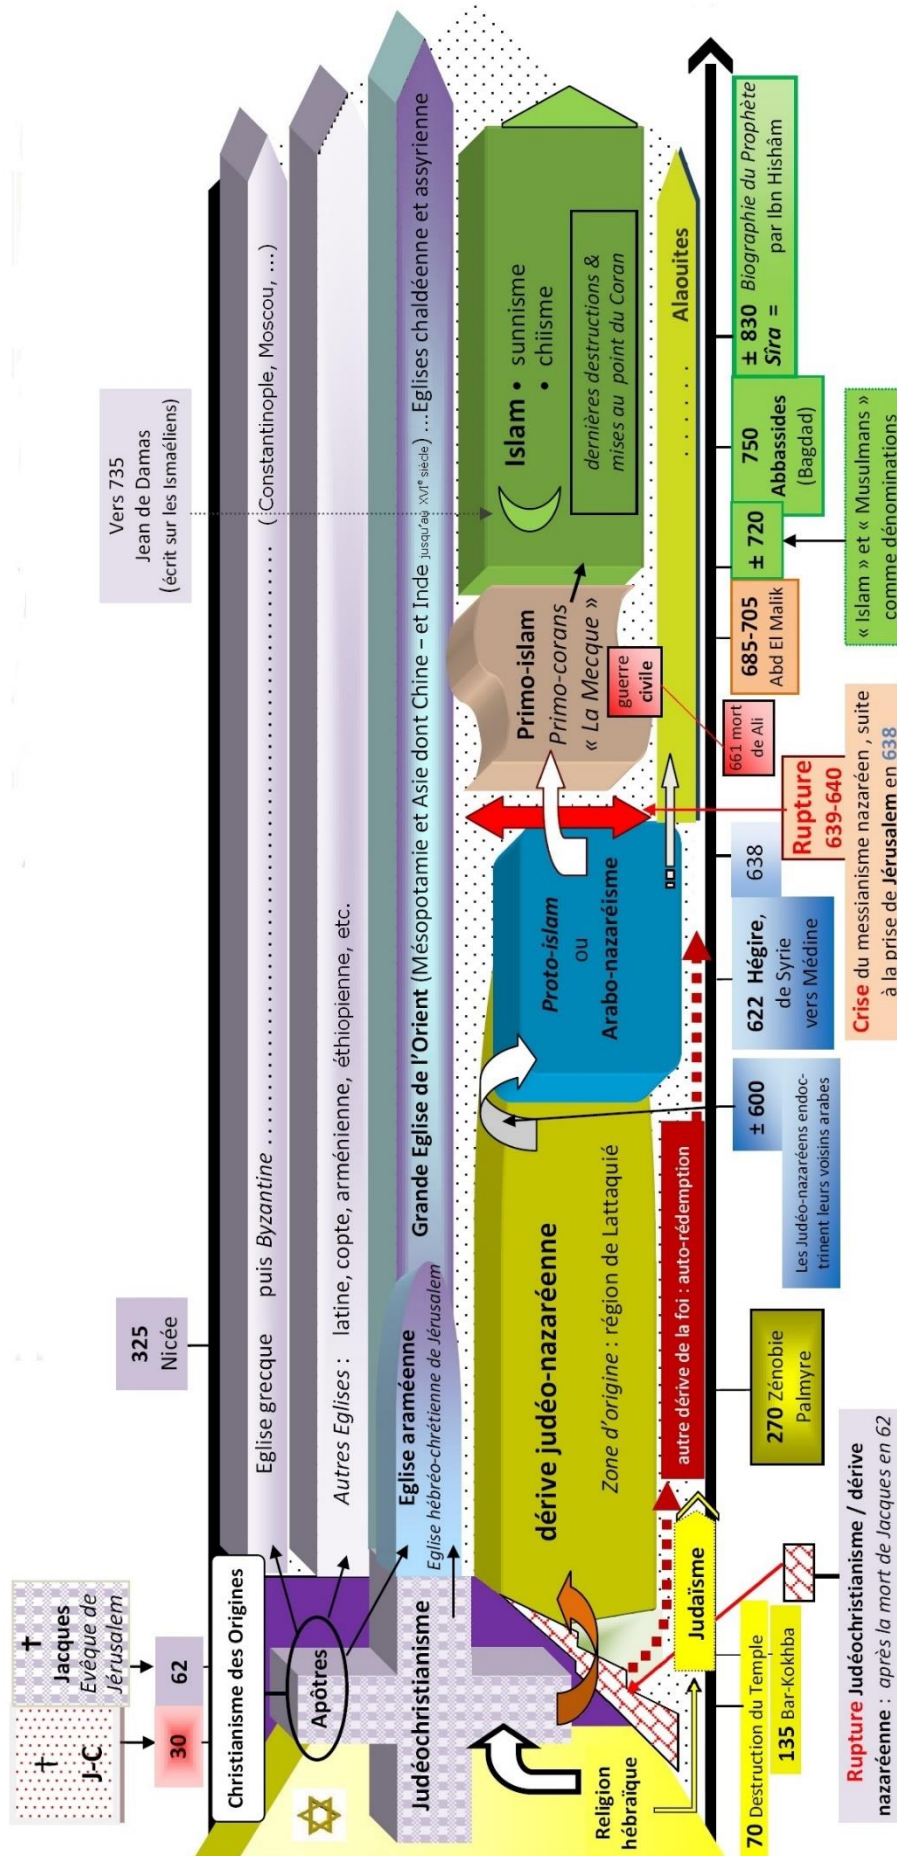 J-C
Jacques
Evêque de
Jérusalem
30
62
325
Nicée
Vers 735
Jean de Damas
(écrit sur les Ismaéliens)
Christianisme des Origines
Apôtres
Judéochristianisme
Religion
hébraïque
Eglise grecque puis Byzantine .......................... ( Constantinople, Moscou, ...)
Autres Eglises : latine, copte, arménienne, éthiopienne, etc.
Eglise araméenne
Eglise hébréo-chrétienne de Jérusalem
Grande Eglise de l’Orient (Mésopotamie et Asie dont Chine – et Inde jusqu’au XVIe siècle) ...Eglises chaldéenne et assyrienne
dérive judéo-nazaréenne
Zone d’origine : région de Lattaquié
Proto-islam
ou
Arabo-nazaréisme
Primo-islam
Primo-corans
« La Mecque »
guerre
civile
661 mort
de Ali
Islam • sunnisme
• chiisme
dernières destructions &
mises au point du Coran
Alaouites
. . . . . .
autre dérive de la foi : auto-rédemption
Judaïsme
70 Destruction du Temple
135 Bar-Kokhba
270 Zénobie
Palmyre
± 600
Les Judéo-nazaréens endoc-
trinent leurs voisins arabes
622 Hégire,
de Syrie
vers Médine
638
Rupture
639-640
Crise du messianisme nazaréen , suite
à la prise de Jérusalem en 638
685-705
Abd El Malik
± 720
« Islam » et « Musulmans »
comme dénominations
750
Abbassides
(Bagdad)
± 830 Biographie du Prophète
Sîra = par Ibn Hishâm
Rupture Judéochristianisme / dérive
nazaréenne : après la mort de Jacques en 62